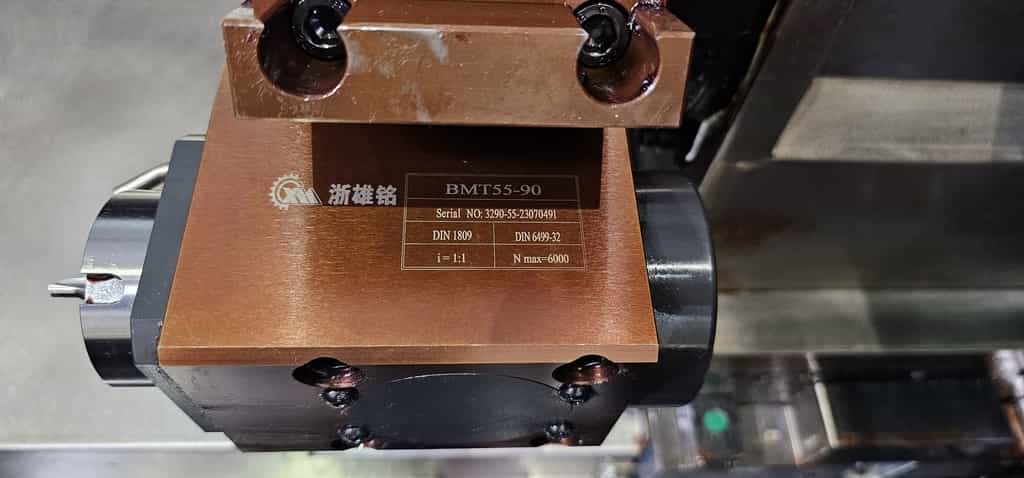 浙雄铭
BMT55-90
Serial NO: 3290-55-23070491
DIN 1809 DIN 6499-32
i = 1:1 N max=6000